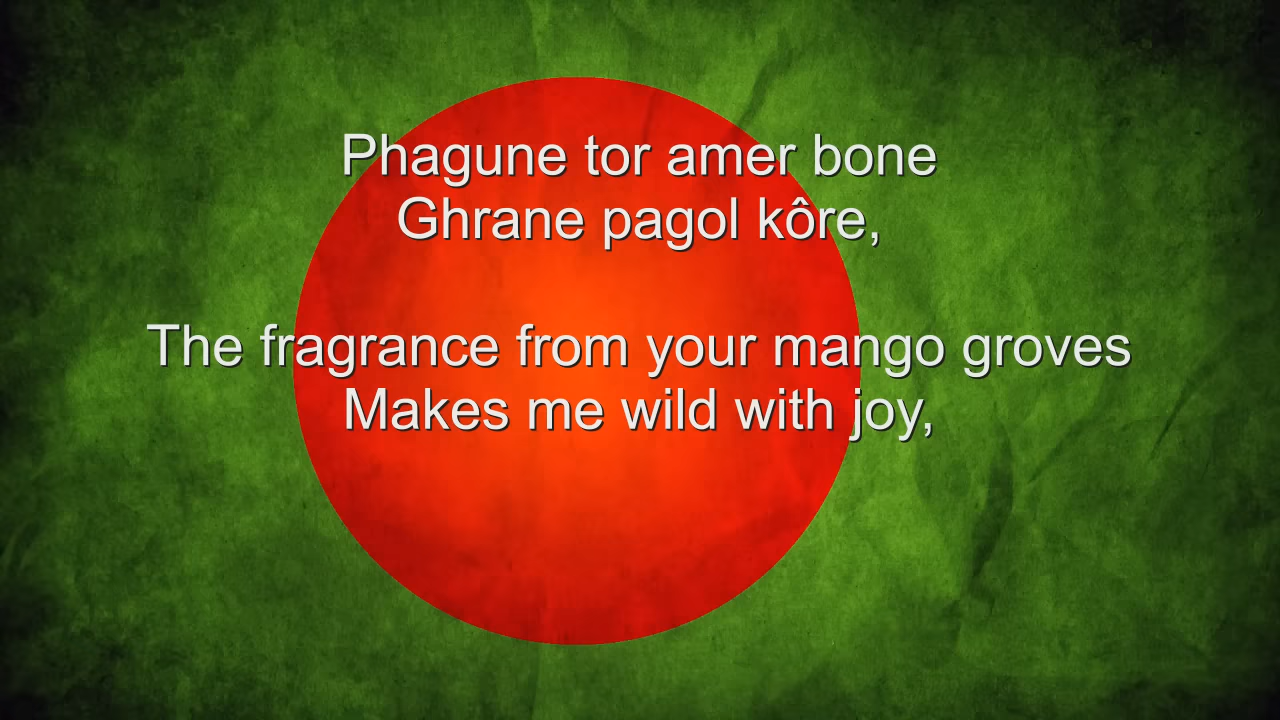 Phagune tor amer bone
Ghrane pagol kôre,
The fragrance from your mango groves
Makes me wild with joy,